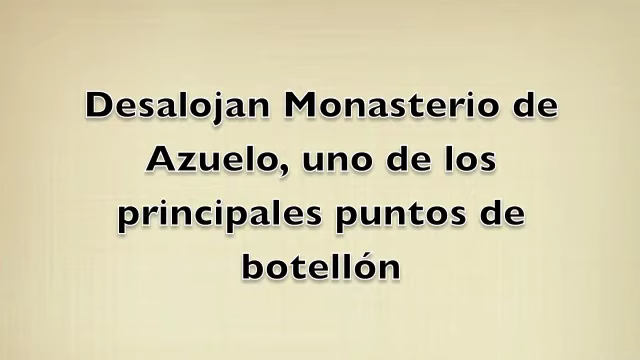 Desalojan Monasterio de
Azuelo, uno de los
principales puntos de
botellón